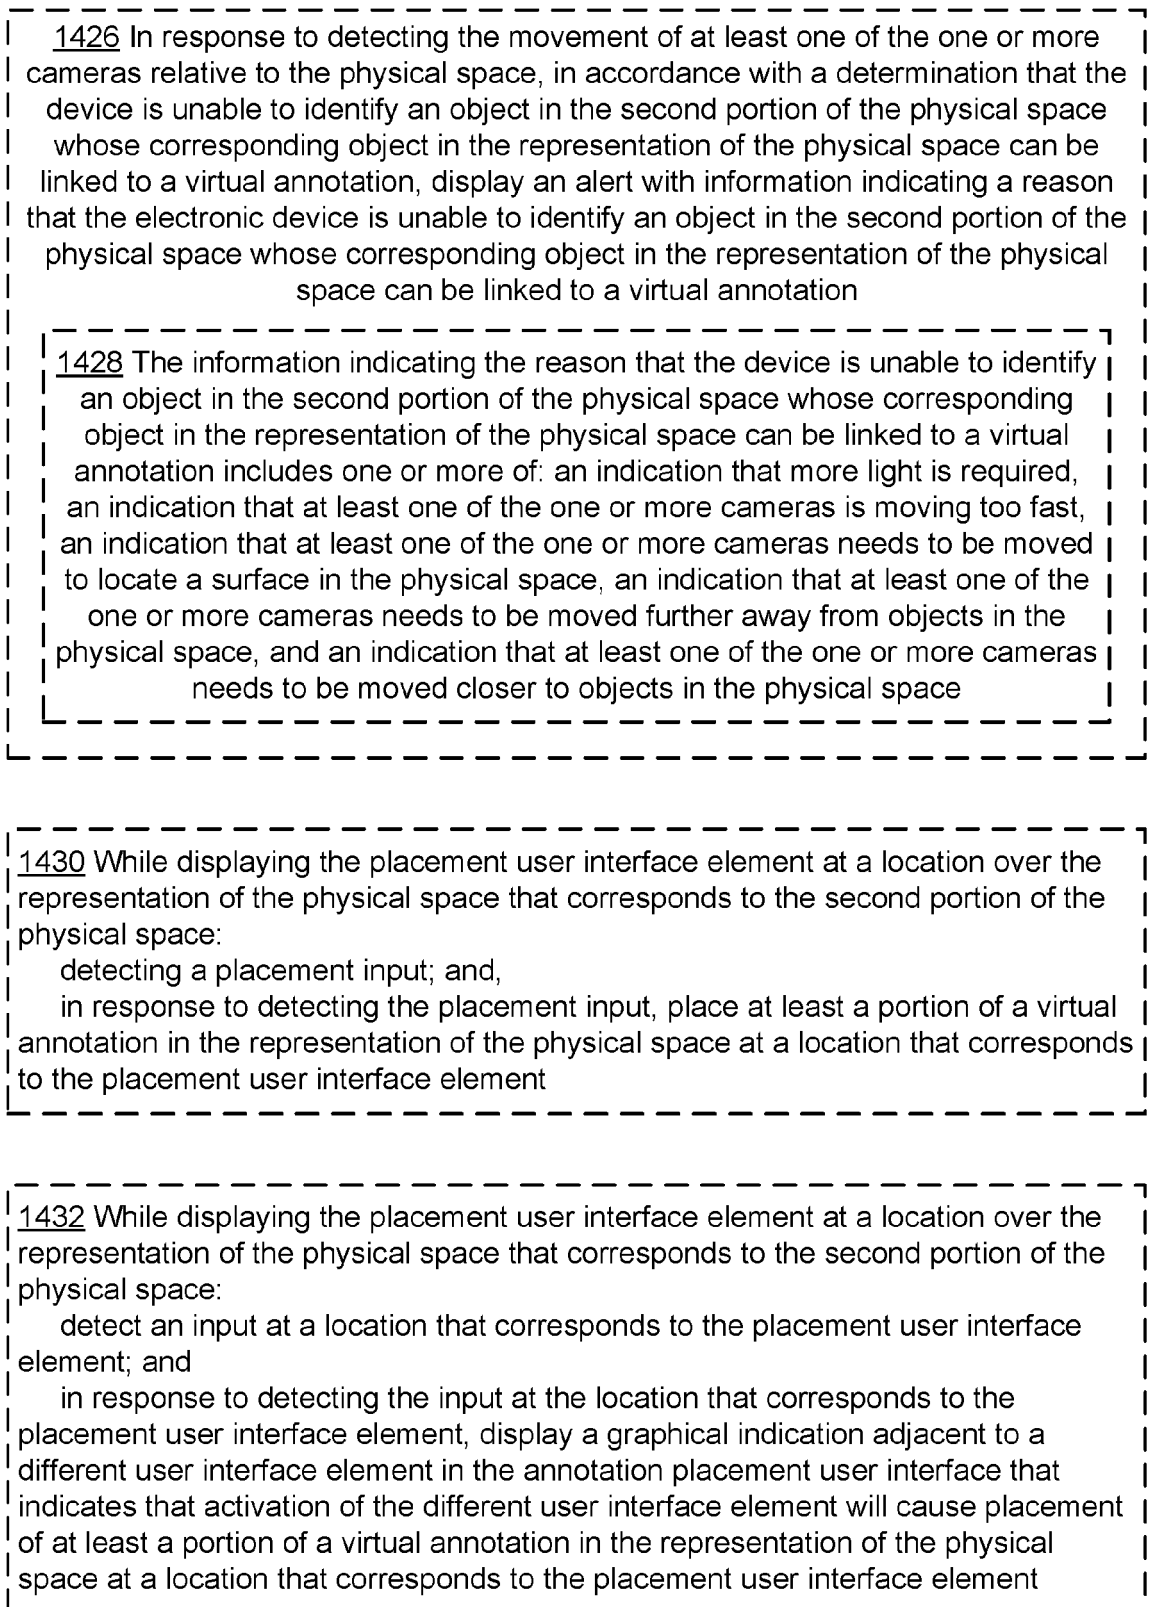 1426 In response to detecting the movement of at least one of the one or more
cameras relative to the physical space, in accordance with a determination that the
device is unable to identify an object in the second portion of the physical space
whose corresponding object in the representation of the physical space can be
linked to a virtual annotation, display an alert with information indicating a reason
that the electronic device is unable to identify an object in the second portion of the
physical space whose corresponding object in the representation of the physical
space can be linked to a virtual annotation
1428 The information indicating the reason that the device is unable to identify
an object in the second portion of the physical space whose corresponding
object in the representation of the physical space can be linked to a virtual
annotation includes one or more of: an indication that more light is required,
an indication that at least one of the one or more cameras is moving too fast,
an indication that at least one of the one or more cameras needs to be moved
to locate a surface in the physical space, an indication that at least one of the
one or more cameras needs to be moved further away from objects in the
physical space, and an indication that at least one of the one or more cameras
needs to be moved closer to objects in the physical space
1430 While displaying the placement user interface element at a location over the
representation of the physical space that corresponds to the second portion of the
physical space:
detecting a placement input; and,
in response to detecting the placement input, place at least a portion of a virtual
annotation in the representation of the physical space at a location that corresponds
to the placement user interface element
1432 While displaying the placement user interface element at a location over the
representation of the physical space that corresponds to the second portion of the
physical space:
detect an input at a location that corresponds to the placement user interface
element; and
in response to detecting the input at the location that corresponds to the
placement user interface element, display a graphical indication adjacent to a
different user interface element in the annotation placement user interface that
indicates that activation of the different user interface element will cause placement
of at least a portion of a virtual annotation in the representation of the physical
space at a location that corresponds to the placement user interface element